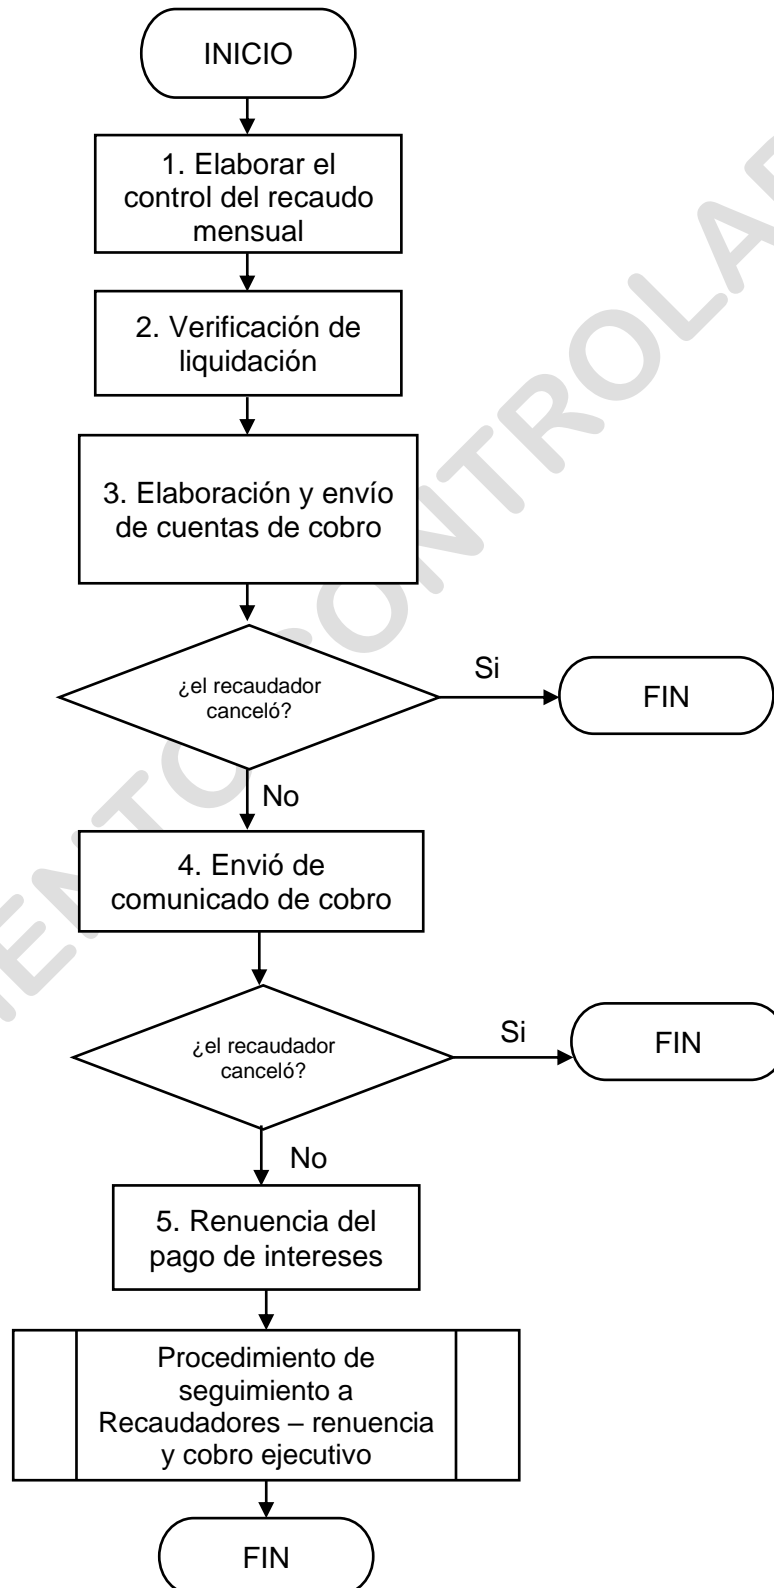 INICIO
1. Elaborar el
control del recaudo
mensual
2. Verificación de
liquidación
3. Elaboración y envío
de cuentas de cobro
¿el recaudador
canceló?
Si
FIN
No
4. Envió de
comunicado de cobro
¿el recaudador
canceló?
Si
FIN
No
5. Renuencia del
pago de intereses
Procedimiento de
seguimiento a
Recaudadores – renuencia
y cobro ejecutivo
FIN